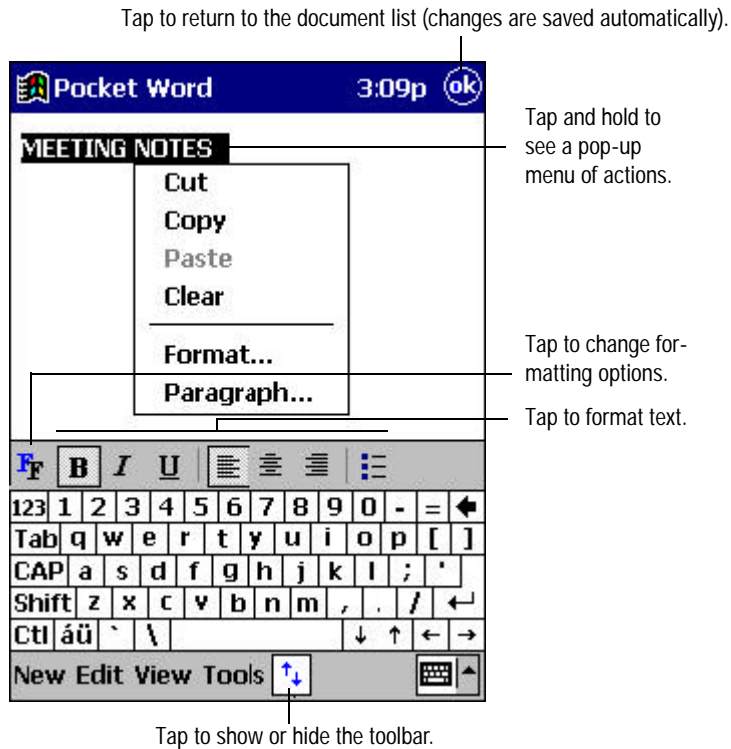 Tap to return to the document list (changes are saved automatically).
Pocket Word 3:09p ok
Tap and hold to
see a pop-up
menu of actions.
MEETING NOTES
Cut
Copy
Paste
Clear
Format...
Paragraph...
Tap to change for-
matting options.
Tap to format text.
FF B I U
123 1 2 3 4 5 6 7 8 9 0 - =
Tab q w e r t y u i o p [ ]
CAP a s d f g h j k l ; '
Shift z x c v b n m , . /
Ctl áü ` \ ↓ ↑ ← →
New Edit View Tools
Tap to show or hide the toolbar.